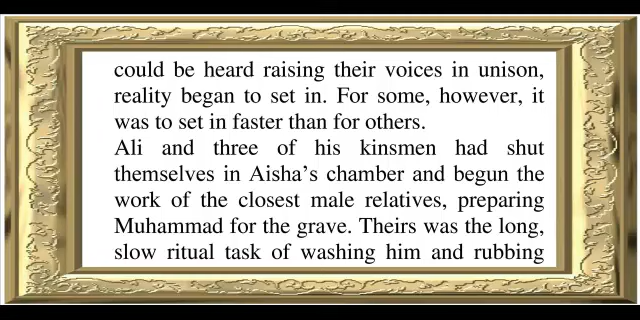 could be heard raising their voices in unison,
reality began to set in. For some, however, it
was to set in faster than for others.
Ali and three of his kinsmen had shut
themselves in Aisha’s chamber and begun the
work of the closest male relatives, preparing
Muhammad for the grave. Theirs was the long,
slow ritual task of washing him and rubbing